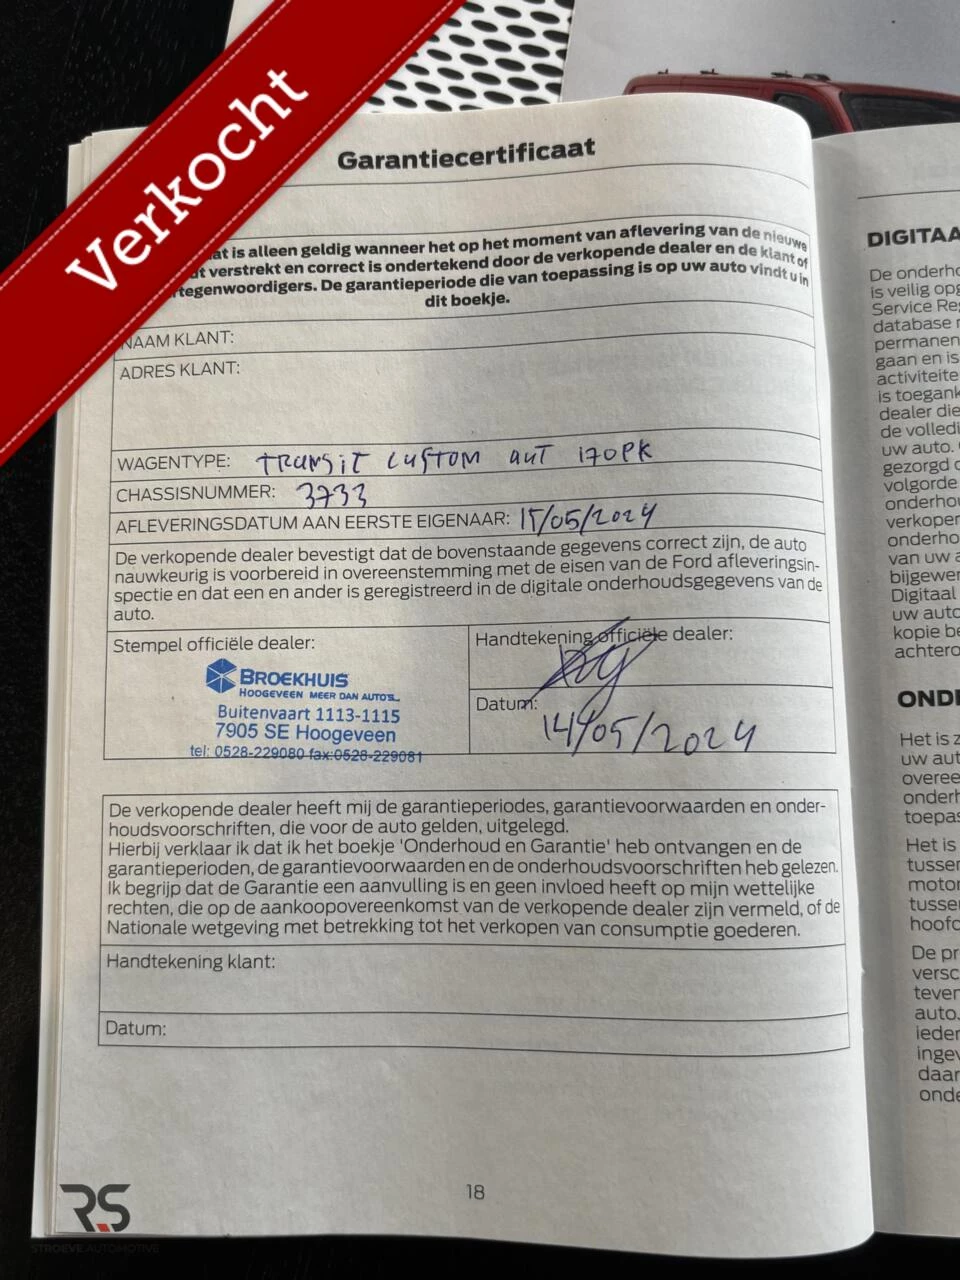 Verkocht
Garantiecertificaat
at is alleen geldig wanneer het op het moment van aflevering van de nieuwe
verstrekt en correct is ondertekend door de verkopende dealer en de klant of
tegenwoordigers. De garantieperiode die van toepassing is op uw auto vindt u in
dit boekje.
NAAM KLANT:
ADRES KLANT:
WAGENTYPE: TRANSIT CUSTOM AUT 170PK
CHASSISNUMMER: 3733
AFLEVERINGSDATUM AAN EERSTE EIGENAAR: 15/05/2024
De verkopende dealer bevestigt dat de bovenstaande gegevens correct zijn, de auto
nauwkeurig is voorbereid in overeenstemming met de eisen van de Ford afleveringsin-
spectie en dat een en ander is geregistreerd in de digitale onderhoudsgegevens van de
auto.
Stempel officiële dealer:
BROEKHUIS
HOOGEVEEN MEER DAN AUTO'S...
Buitenvaart 1113-1115
7905 SE Hoogeveen
tel: 0528-229080 fax:0528-229081
Handtekening officiële dealer:
Datum:
14/05/2024
De verkopende dealer heeft mij de garantieperiodes, garantievoorwaarden en onder-
houdsvoorschriften, die voor de auto gelden, uitgelegd.
Hierbij verklaar ik dat ik het boekje 'Onderhoud en Garantie' heb ontvangen en de
garantieperioden, de garantievoorwaarden en de onderhoudsvoorschriften heb gelezen.
Ik begrijp dat de Garantie een aanvulling is en geen invloed heeft op mijn wettelijke
rechten, die op de aankoopovereenkomst van de verkopende dealer zijn vermeld, of de
Nationale wetgeving met betrekking tot het verkopen van consumptie goederen.
Handtekening klant:
Datum:
18
RS
STROEVE AUTOMOTIVE
DIGITAA
De onderho
is veilig opg
Service Reg
database
permanen
gaan en is
activiteite
is toegank
dealer die
de volledi
uw auto.
gezorgd
volgorde
onderhou
verkoper
onderho
van uw a
bijgewer
Digitaal
uw auto
kopie be
achtero
ONDE
Het is z
uw aut
overee
onderh
toepas
Het is
tusser
motor
tusser
hoofd
De pr
versc
tever
auto.
ieder
ingev
daar
onde